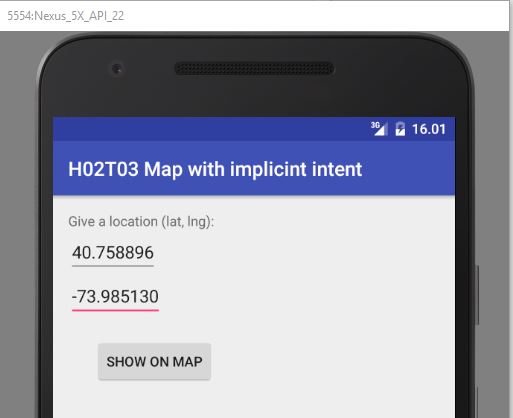 5554:Nexus_5X_API_22
3G 16.01
H02T03 Map with implicint intent
Give a location (lat, lng):
40.758896
-73.985130
SHOW ON MAP